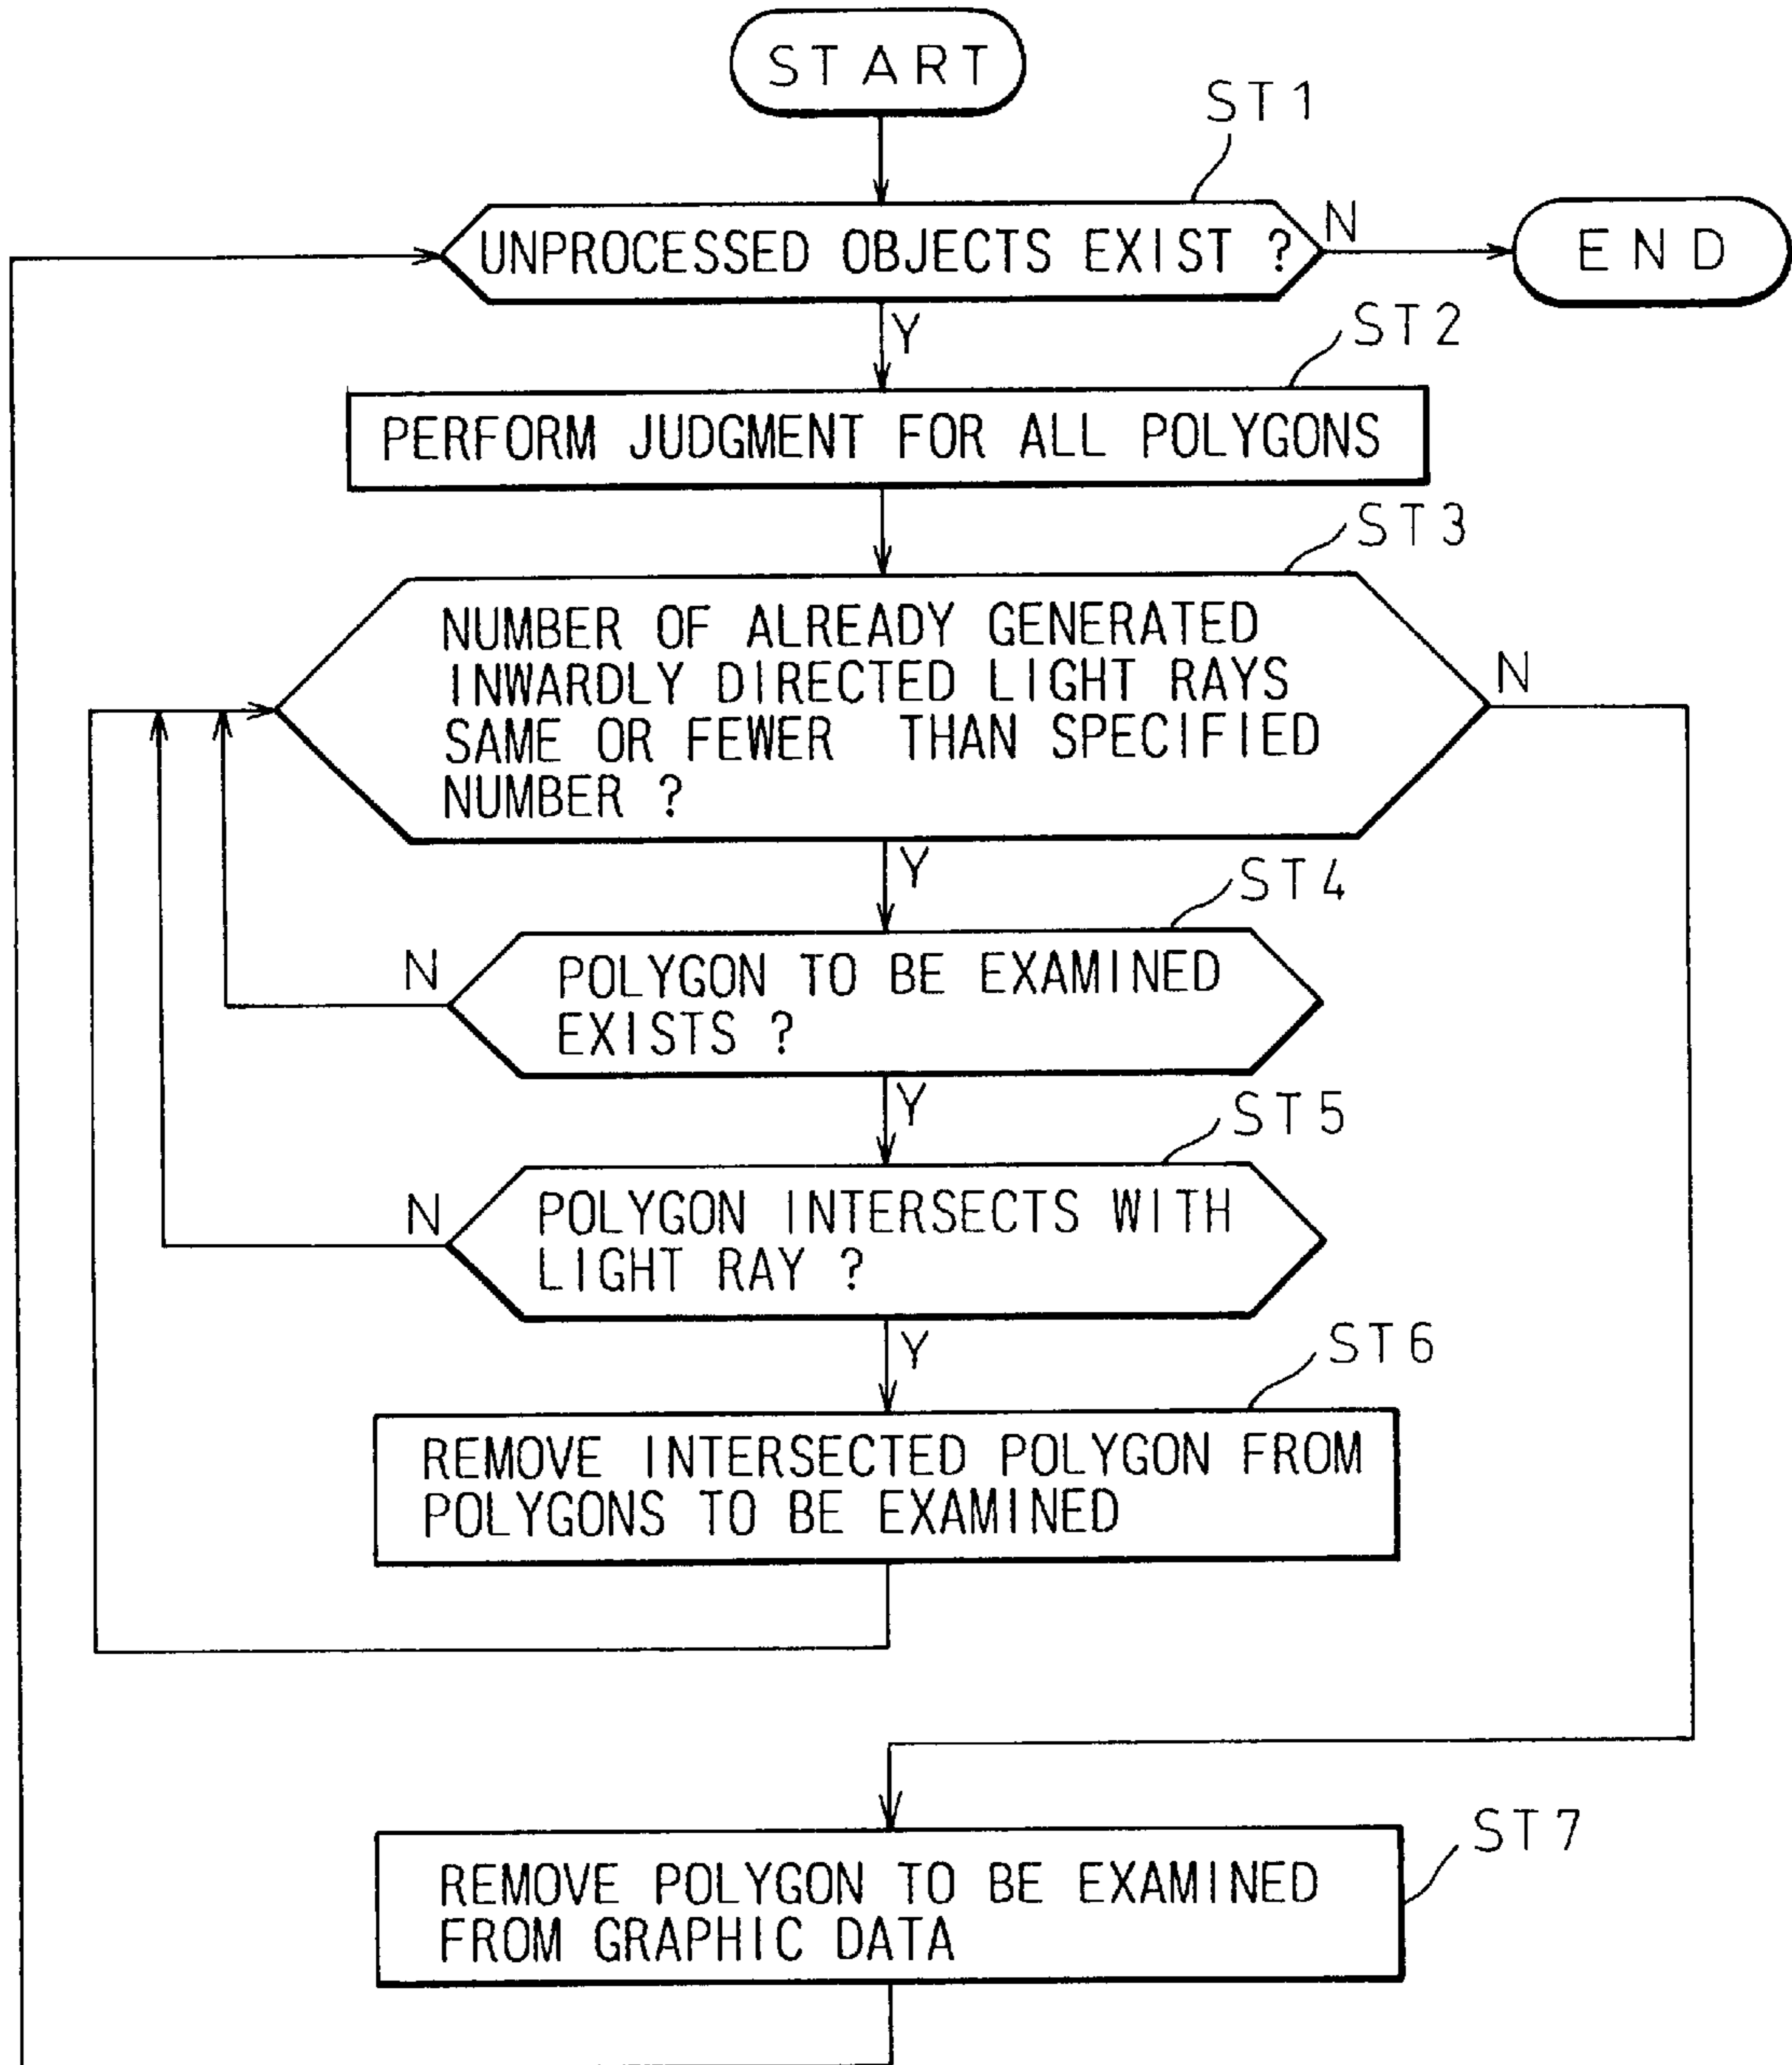 START
ST1
UNPROCESSED OBJECTS EXIST ?
N
END
Y
ST2
PERFORM JUDGMENT FOR ALL POLYGONS
ST3
NUMBER OF ALREADY GENERATED
INWARDLY DIRECTED LIGHT RAYS
SAME OR FEWER THAN SPECIFIED
NUMBER ?
N
Y
ST4
N
POLYGON TO BE EXAMINED
EXISTS ?
Y
ST5
N
POLYGON INTERSECTS WITH
LIGHT RAY ?
Y
ST6
REMOVE INTERSECTED POLYGON FROM
POLYGONS TO BE EXAMINED
ST7
REMOVE POLYGON TO BE EXAMINED
FROM GRAPHIC DATA